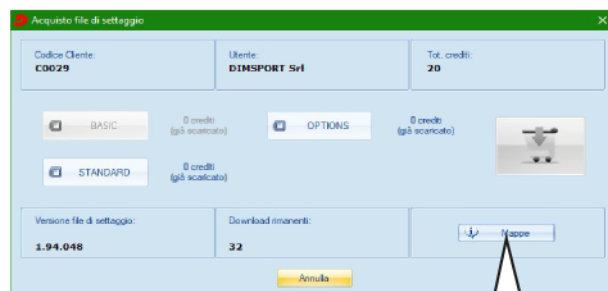 Acquisto file di settaggio
Codice Cliente:
C0029
Utente:
DIMSPORT Srl
Tot. crediti:
20
BASIC
0 crediti
(già scaricato)
OPTIONS
0 crediti
(già scaricato)
STANDARD
0 crediti
(già scaricato)
Versione file di settaggio:
1.94.048
Download rimanenti:
32
Mappe
Annulla